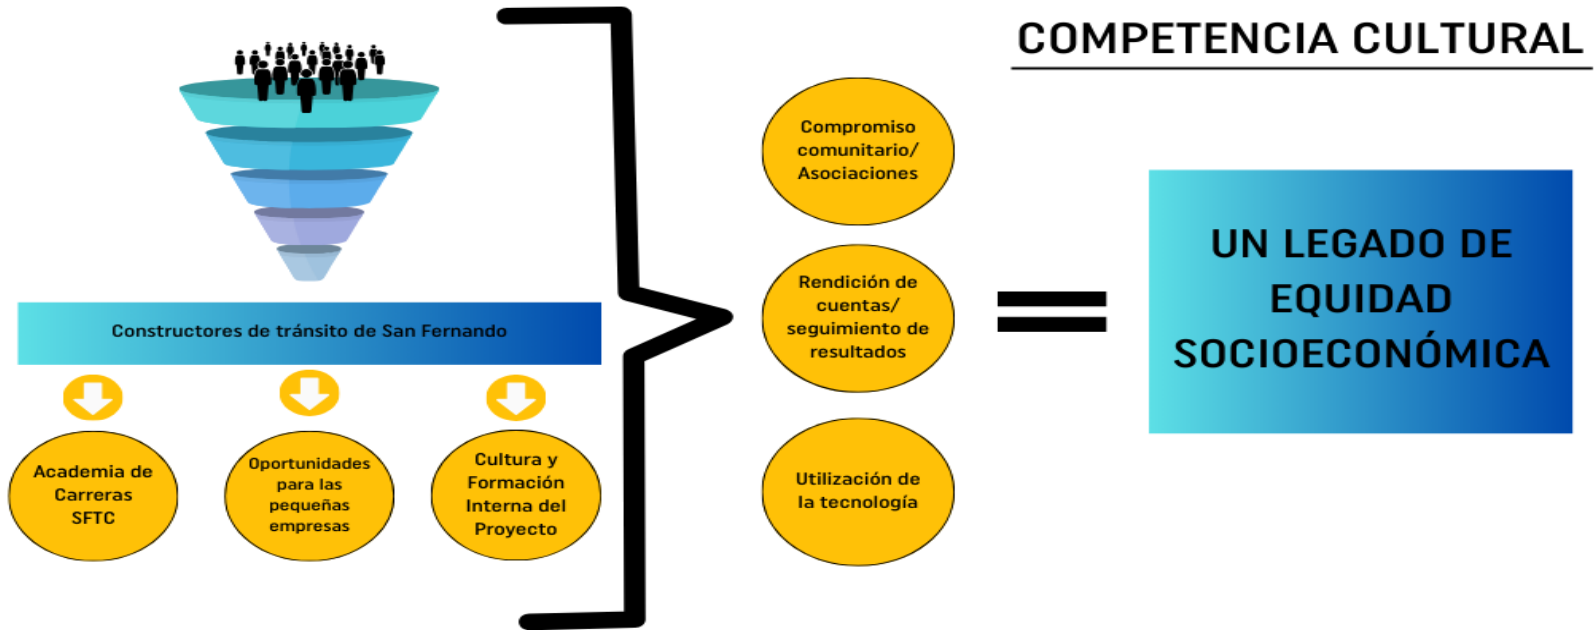 COMPETENCIA CULTURAL
Constructores de tránsito de San Fernando
Academia de
Carreras
SFTC
Oportunidades
para las
pequeñas
empresas
Cultura y
Formación
Interna del
Proyecto
Compromiso
comunitario/
Asociaciones
Rendición de
cuentas/
seguimiento de
resultados
Utilización de
la tecnología
UN LEGADO DE
EQUIDAD
SOCIOECONÓMICA